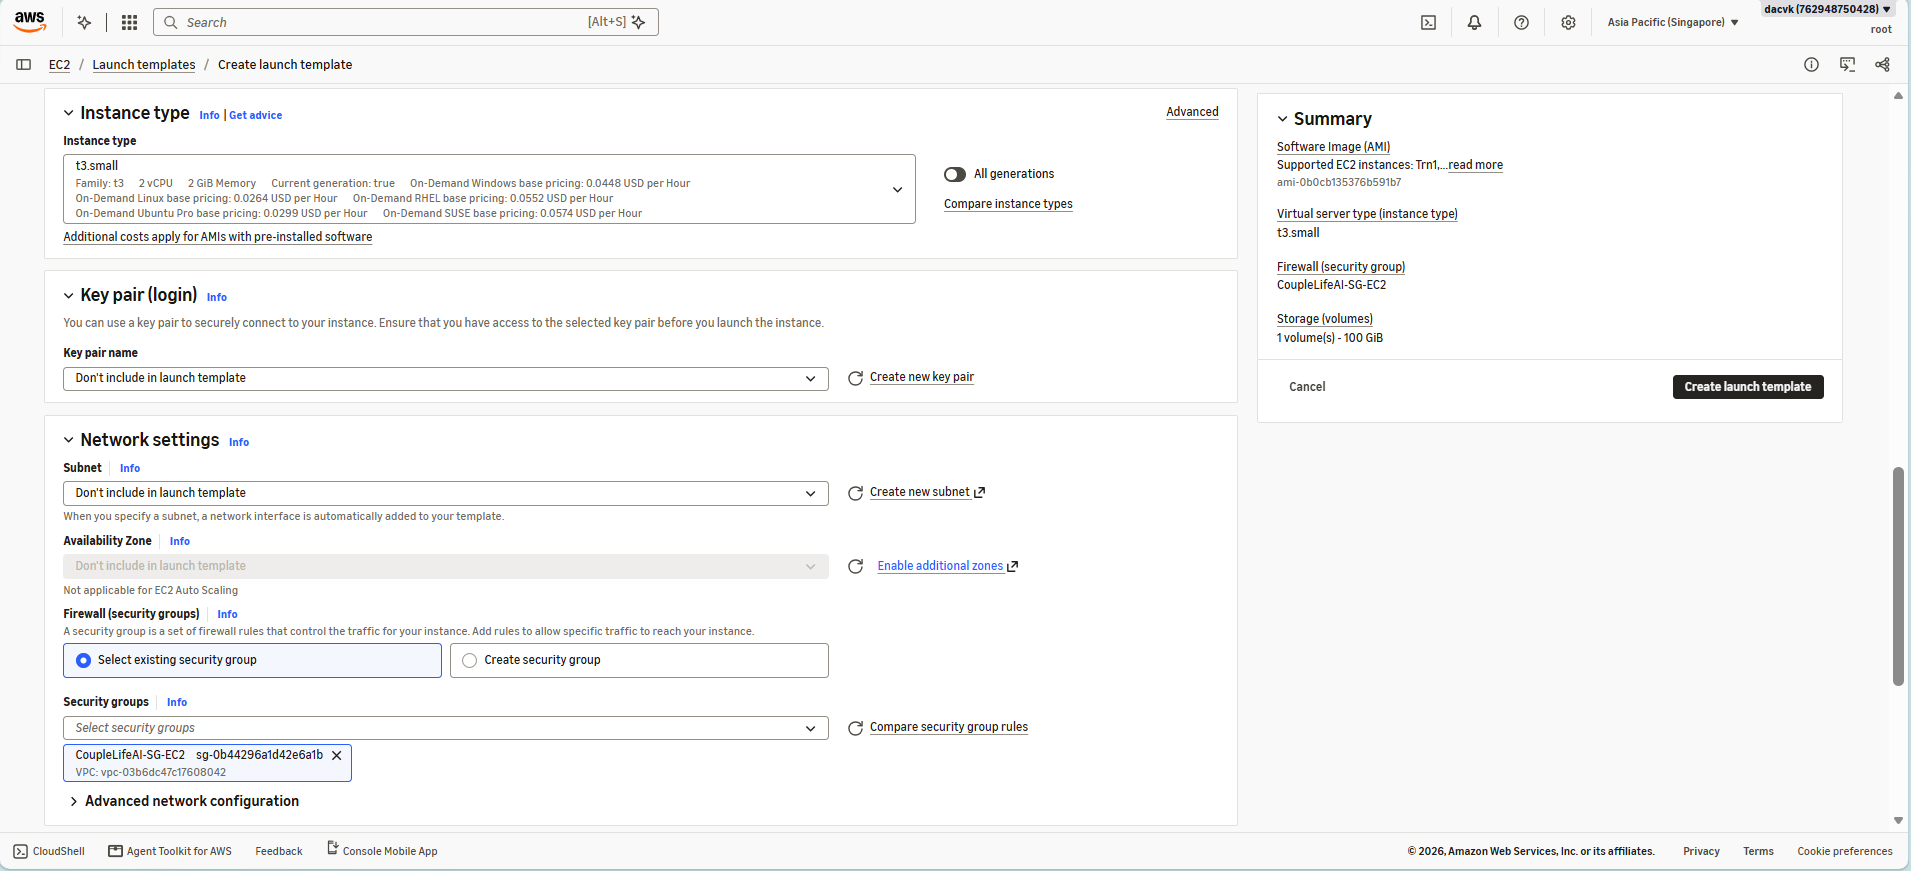 aws
Search [Alt+S]
Asia Pacific (Singapore)
dacvk (762948750428)
root
EC2 / Launch templates / Create launch template
Instance type Info | Get advice
Advanced
Instance type
t3.small
Family: t3 2 vCPU 2 GiB Memory Current generation: true On-Demand Windows base pricing: 0.0448 USD per Hour
On-Demand Linux base pricing: 0.0264 USD per Hour On-Demand RHEL base pricing: 0.0552 USD per Hour
On-Demand Ubuntu Pro base pricing: 0.0299 USD per Hour On-Demand SUSE base pricing: 0.0574 USD per Hour
All generations
Compare instance types
Additional costs apply for AMIs with pre-installed software
Key pair (login) Info
You can use a key pair to securely connect to your instance. Ensure that you have access to the selected key pair before you launch the instance.
Key pair name
Don't include in launch template
Create new key pair
Network settings Info
Subnet Info
Don't include in launch template
Create new subnet
When you specify a subnet, a network interface is automatically added to your template.
Availability Zone Info
Don't include in launch template
Enable additional zones
Not applicable for EC2 Auto Scaling
Firewall (security groups) Info
A security group is a set of firewall rules that control the traffic for your instance. Add rules to allow specific traffic to reach your instance.
Select existing security group
Create security group
Security groups Info
Select security groups
Compare security group rules
CoupleLifeAI-SG-EC2 sg-0b44296a1d42e6a1b
VPC: vpc-03b6dc47c17608042
Advanced network configuration
Summary
Software Image (AMI)
Supported EC2 instances: Trn1,...read more
ami-0b0cb135376b591b7
Virtual server type (instance type)
t3.small
Firewall (security group)
CoupleLifeAI-SG-EC2
Storage (volumes)
1 volume(s) - 100 GiB
Cancel
Create launch template
CloudShell
Agent Toolkit for AWS
Feedback
Console Mobile App
© 2026, Amazon Web Services, Inc. or its affiliates.
Privacy
Terms
Cookie preferences